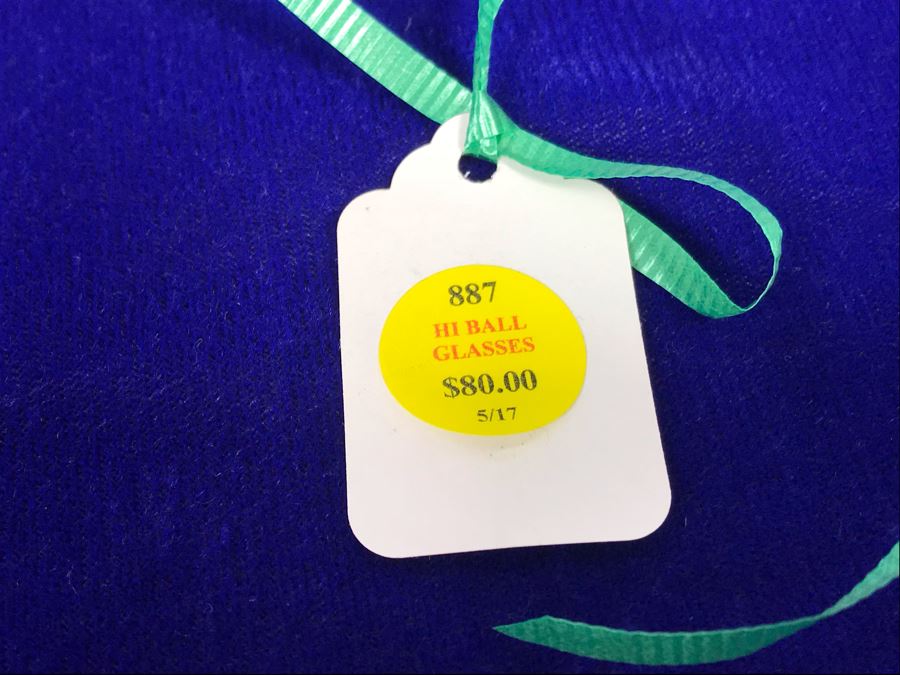 887
HI BALL
GLASSES
$80.00
5/17